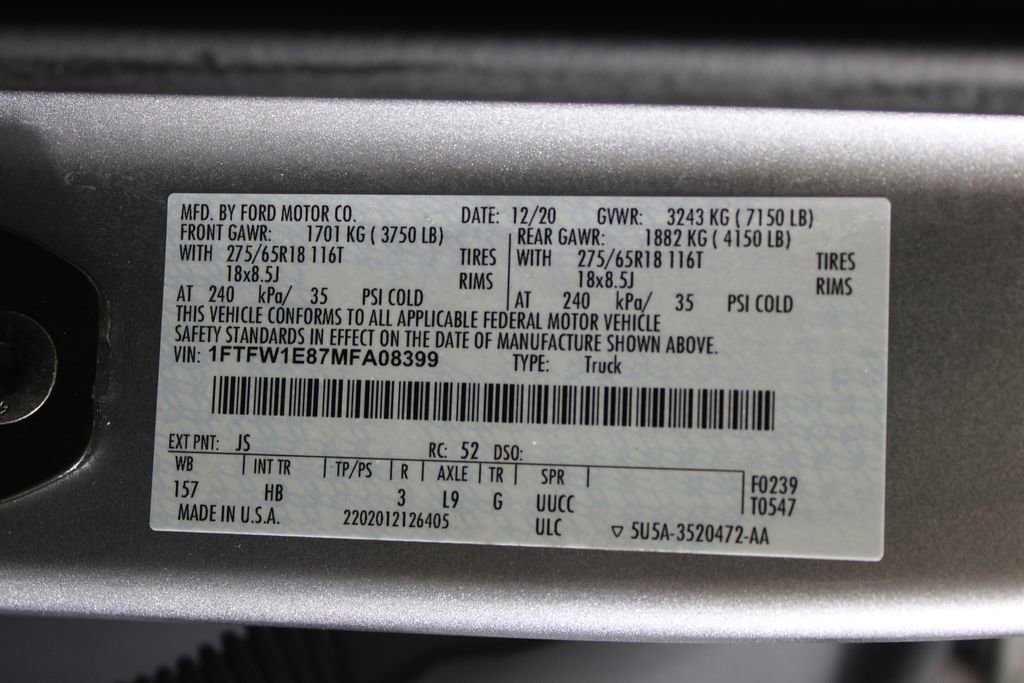 MFD. BY FORD MOTOR CO. DATE: 12/20 GVWR: 3243 KG ( 7150 LB)
FRONT GAWR: 1701 KG ( 3750 LB) REAR GAWR: 1882 KG ( 4150 LB)
WITH 275/65R18 116T TIRES WITH 275/65R18 116T TIRES
18x8.5J RIMS 18x8.5J RIMS
AT 240 kPa/ 35 PSI COLD AT 240 kPa/ 35 PSI COLD
THIS VEHICLE CONFORMS TO ALL APPLICABLE FEDERAL MOTOR VEHICLE
SAFETY STANDARDS IN EFFECT ON THE DATE OF MANUFACTURE SHOWN ABOVE.
VIN: 1FTFW1E87MFA08399 TYPE: Truck
EXT PNT: JS RC: 52 DSO:
WB INT TR TP/PS R AXLE TR SPR F0239
157 HB 3 L9 G UUCC T0547
MADE IN U.S.A. 2202012126405 ULC ▽ 5U5A-3520472-AA